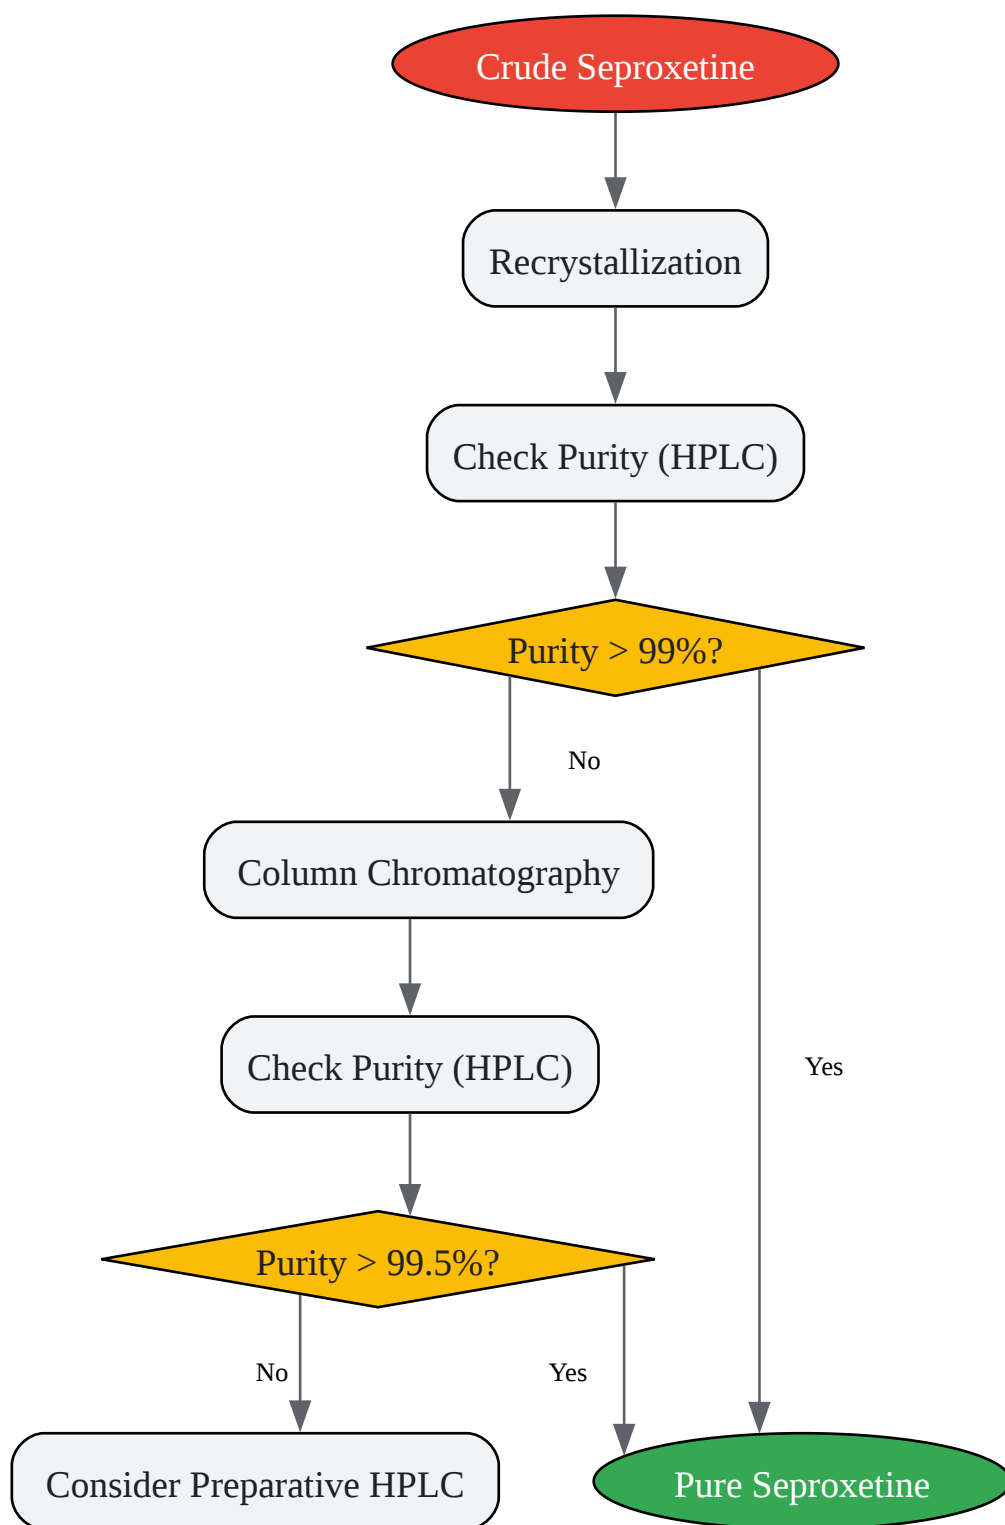 Crude Seproxetine
Recrystallization
Check Purity (HPLC)
Purity > 99%?
No
Column Chromatography
Check Purity (HPLC)
Yes
Purity > 99.5%?
No
Yes
Consider Preparative HPLC
Pure Seproxetine